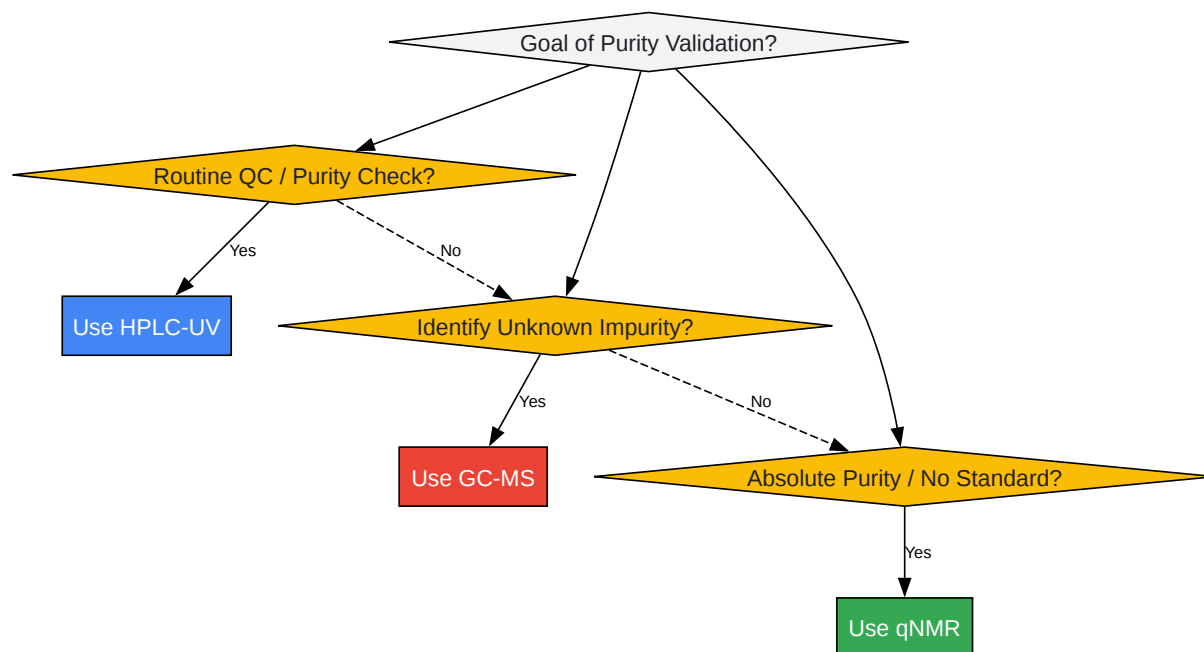 Goal of Purity Validation?
Routine QC / Purity Check?
Yes
No
Use HPLC-UV
Identify Unknown Impurity?
Yes
No
Use GC-MS
Absolute Purity / No Standard?
Yes
Use qNMR